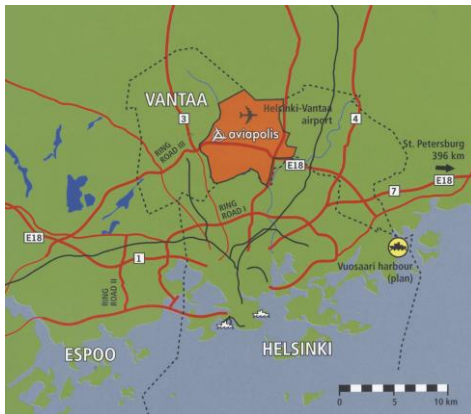 VANTAA
Helsinki-Vantaa
airport
3
aviapolis
4
St. Petersburg
396 km
E18
RING ROAD III
E18
7
RING
ROAD I
E18
1
Vuosaari harbour
(plan)
RING
ROAD II
ESPOO
HELSINKI
0
5
10 km